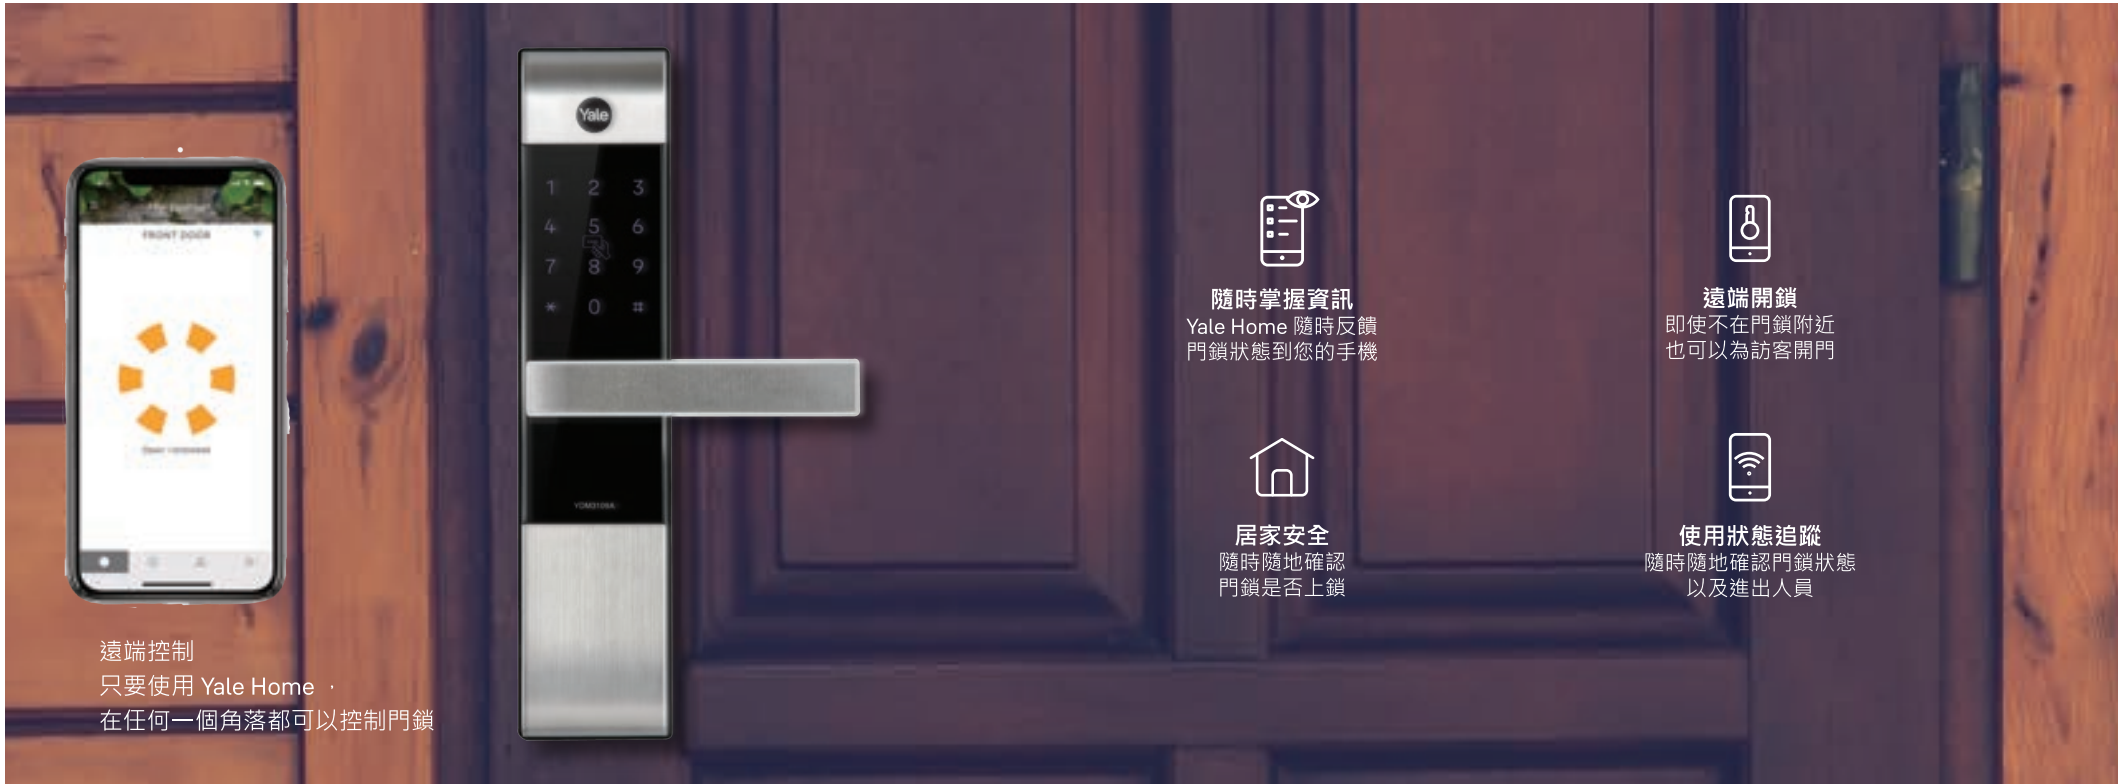 Yale
1 2 3
4 5 6
7 8 9
* 0 #
FRONT DOOR
遠端控制
只要使用 Yale Home ，
在任何一個角落都可以控制門鎖
隨時掌握資訊
Yale Home 隨時反饋
門鎖狀態到您的手機
遠端開鎖
即使不在門鎖附近
也可以為訪客開門
居家安全
隨時隨地確認
門鎖是否上鎖
使用狀態追蹤
隨時隨地確認門鎖狀態
以及進出人員